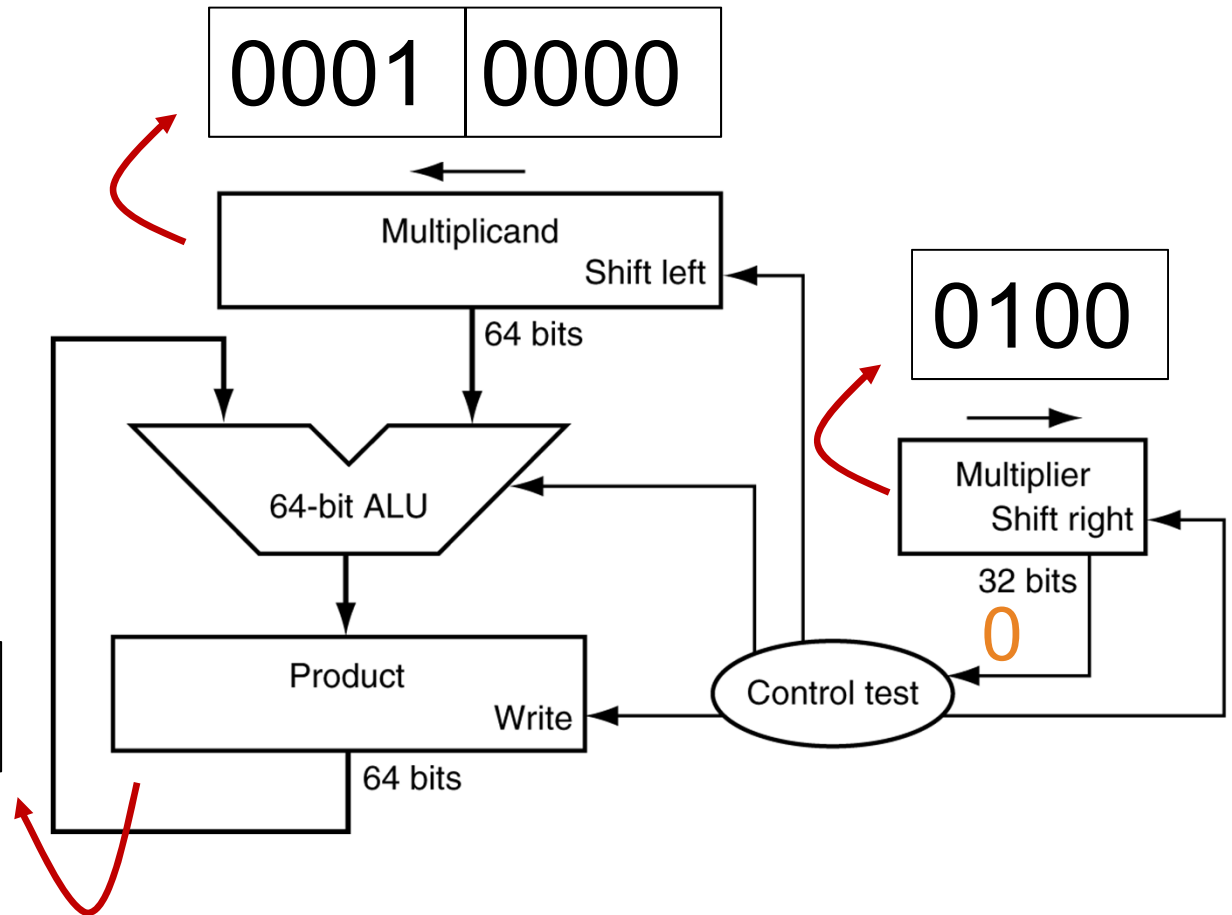 0001 0000
Multiplicand
Shift left
64 bits
0100
64-bit ALU
Multiplier
Shift right
32 bits
0
Product
Write
Control test
64 bits